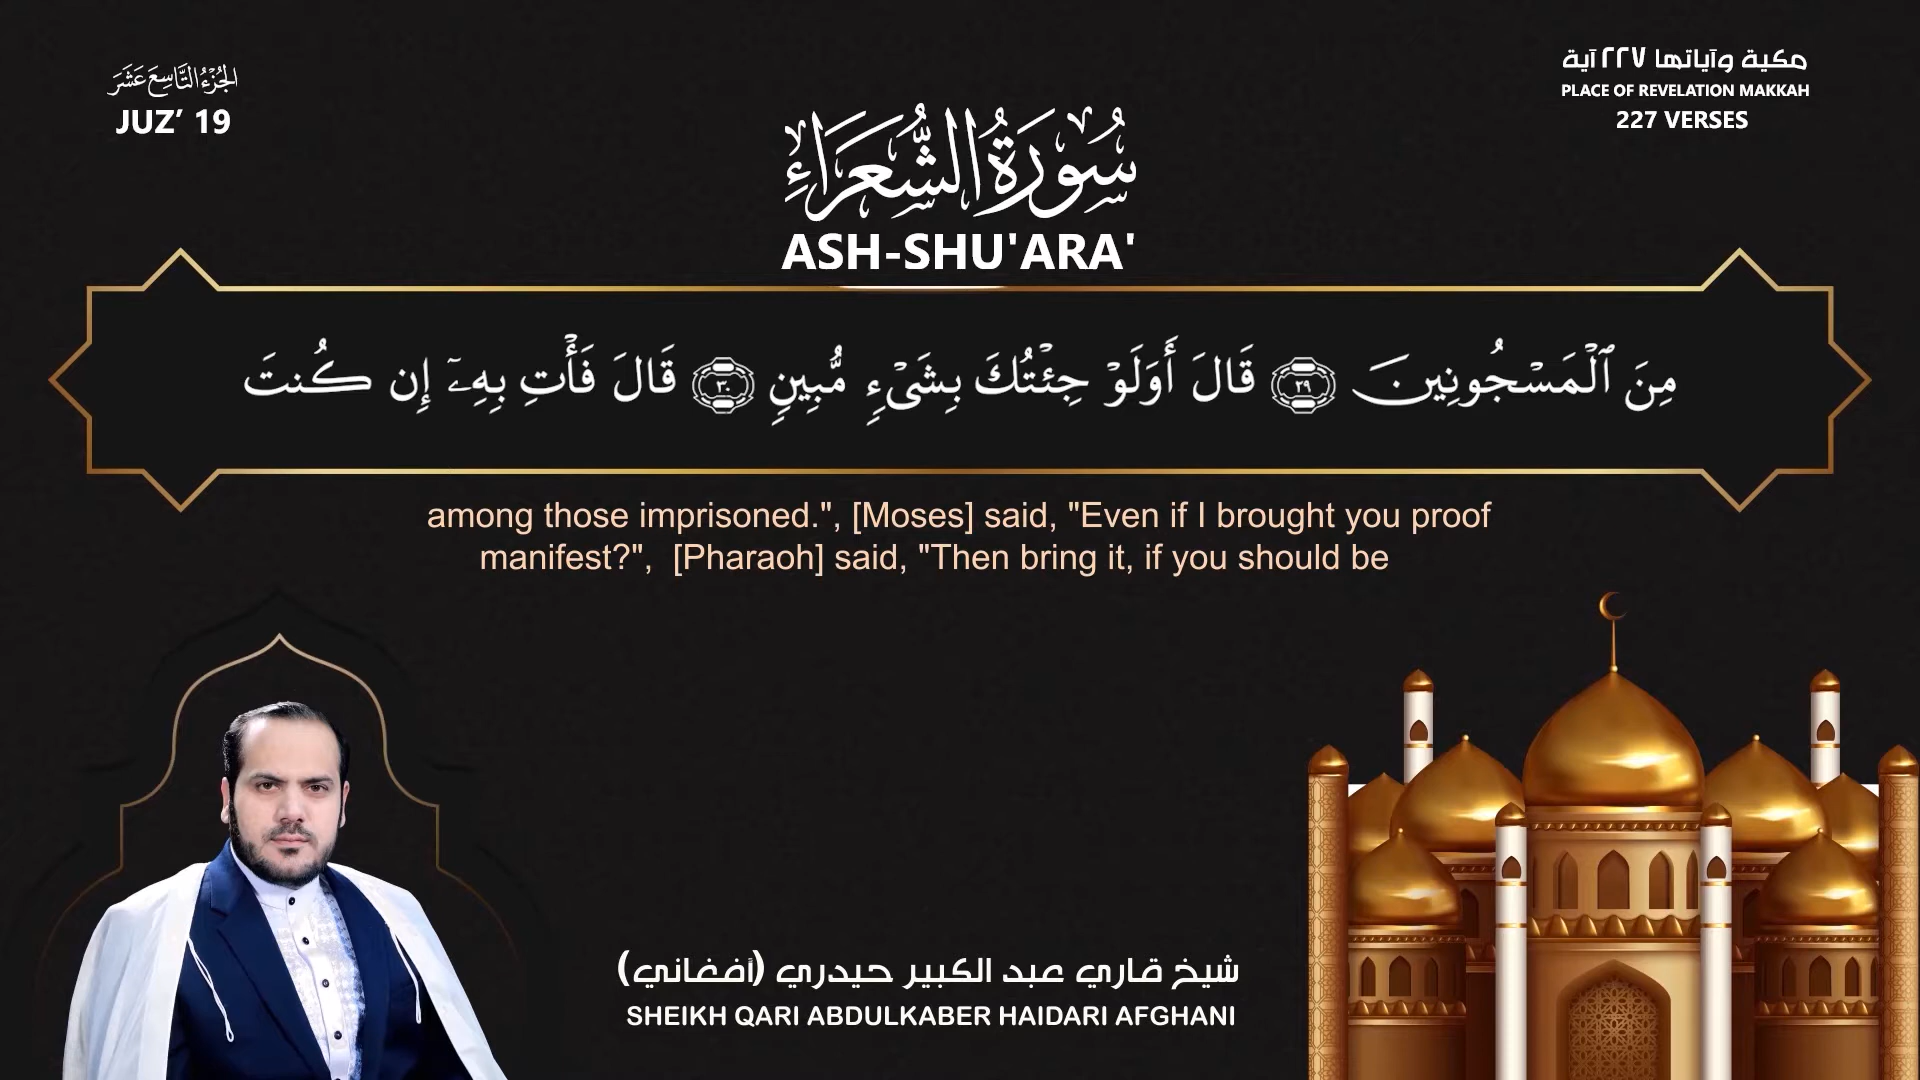 الجُزْءُ التَّاسِعَ عَشَرَ
JUZ’ 19
مكية وآياتها ٢٢٧ آية
PLACE OF REVELATION MAKKAH
227 VERSES
سُورَةُ الشُّعَرَاءِ
ASH-SHU'ARA'
مِنَ ٱلْمَسْجُونِينَ ٢٩ قَالَ أَوَلَوْ جِئْتُكَ بِشَىْءٍ مُّبِينٍ ٣٠ قَالَ فَأْتِ بِهِۦٓ إِن كُنتَ
among those imprisoned.", [Moses] said, "Even if I brought you proof
manifest?",  [Pharaoh] said, "Then bring it, if you should be
شيخ قاري عبد الكبير حيدري (أفغاني)
SHEIKH QARI ABDULKABER HAIDARI AFGHANI